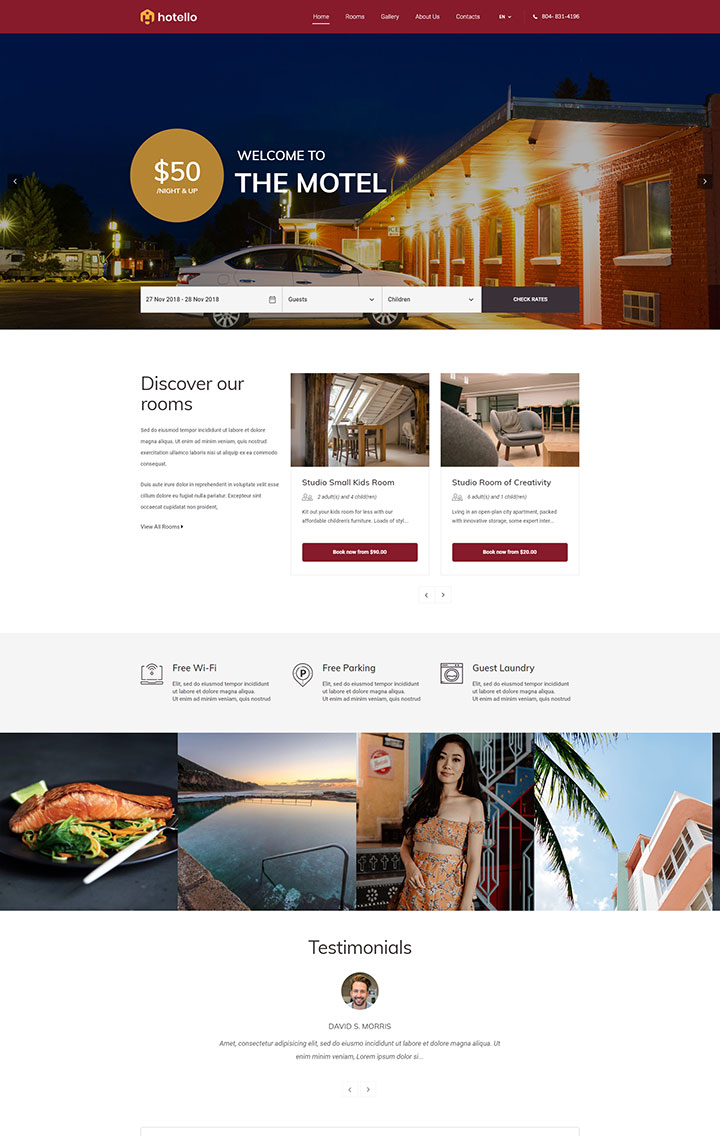 hotello
Home Rooms Gallery About Us Contacts EN 804- 831-4196
$50
/NIGHT & UP
WELCOME TO
THE MOTEL
27 Nov 2018 - 28 Nov 2018 Guests Children CHECK RATES
Discover our
rooms
Sed do eiusmod tempor incididunt ut labore et dolore
magna aliqua. Ut enim ad minim veniam, quis nostrud
exercitation ullamco laboris nisi ut aliquip ex ea commodo
consequat.
Duis aute irure dolor in reprehenderit in voluptate velit esse
cillum dolore eu fugiat nulla pariatur. Excepteur sint
occaecat cupidatat non proident,
View All Rooms
Studio Small Kids Room
2 adult(s) and 4 child(ren)
Kit out your kids room for less with our
affordable children's furniture. Loads of styl...
Book now from $90.00
Studio Room of Creativity
6 adult(s) and 1 child(ren)
Living in an open-plan city apartment, packed
with innovative storage, some expert inter...
Book now from $20.00
Free Wi-Fi
Elit, sed do eiusmod tempor incididunt
ut labore et dolore magna aliqua.
Ut enim ad minim veniam, quis nostrud
P
Free Parking
Elit, sed do eiusmod tempor incididunt
ut labore et dolore magna aliqua.
Ut enim ad minim veniam, quis nostrud
Guest Laundry
Elit, sed do eiusmod tempor incididunt
ut labore et dolore magna aliqua.
Ut enim ad minim veniam, quis nostrud
Testimonials
DAVID S. MORRIS
Amet, consectetur adipisicing elit, sed do eiusmo incididunt ut labore et dolore magna aliqua. Ut
enim minim veniam, Lorem ipsum dolor si...